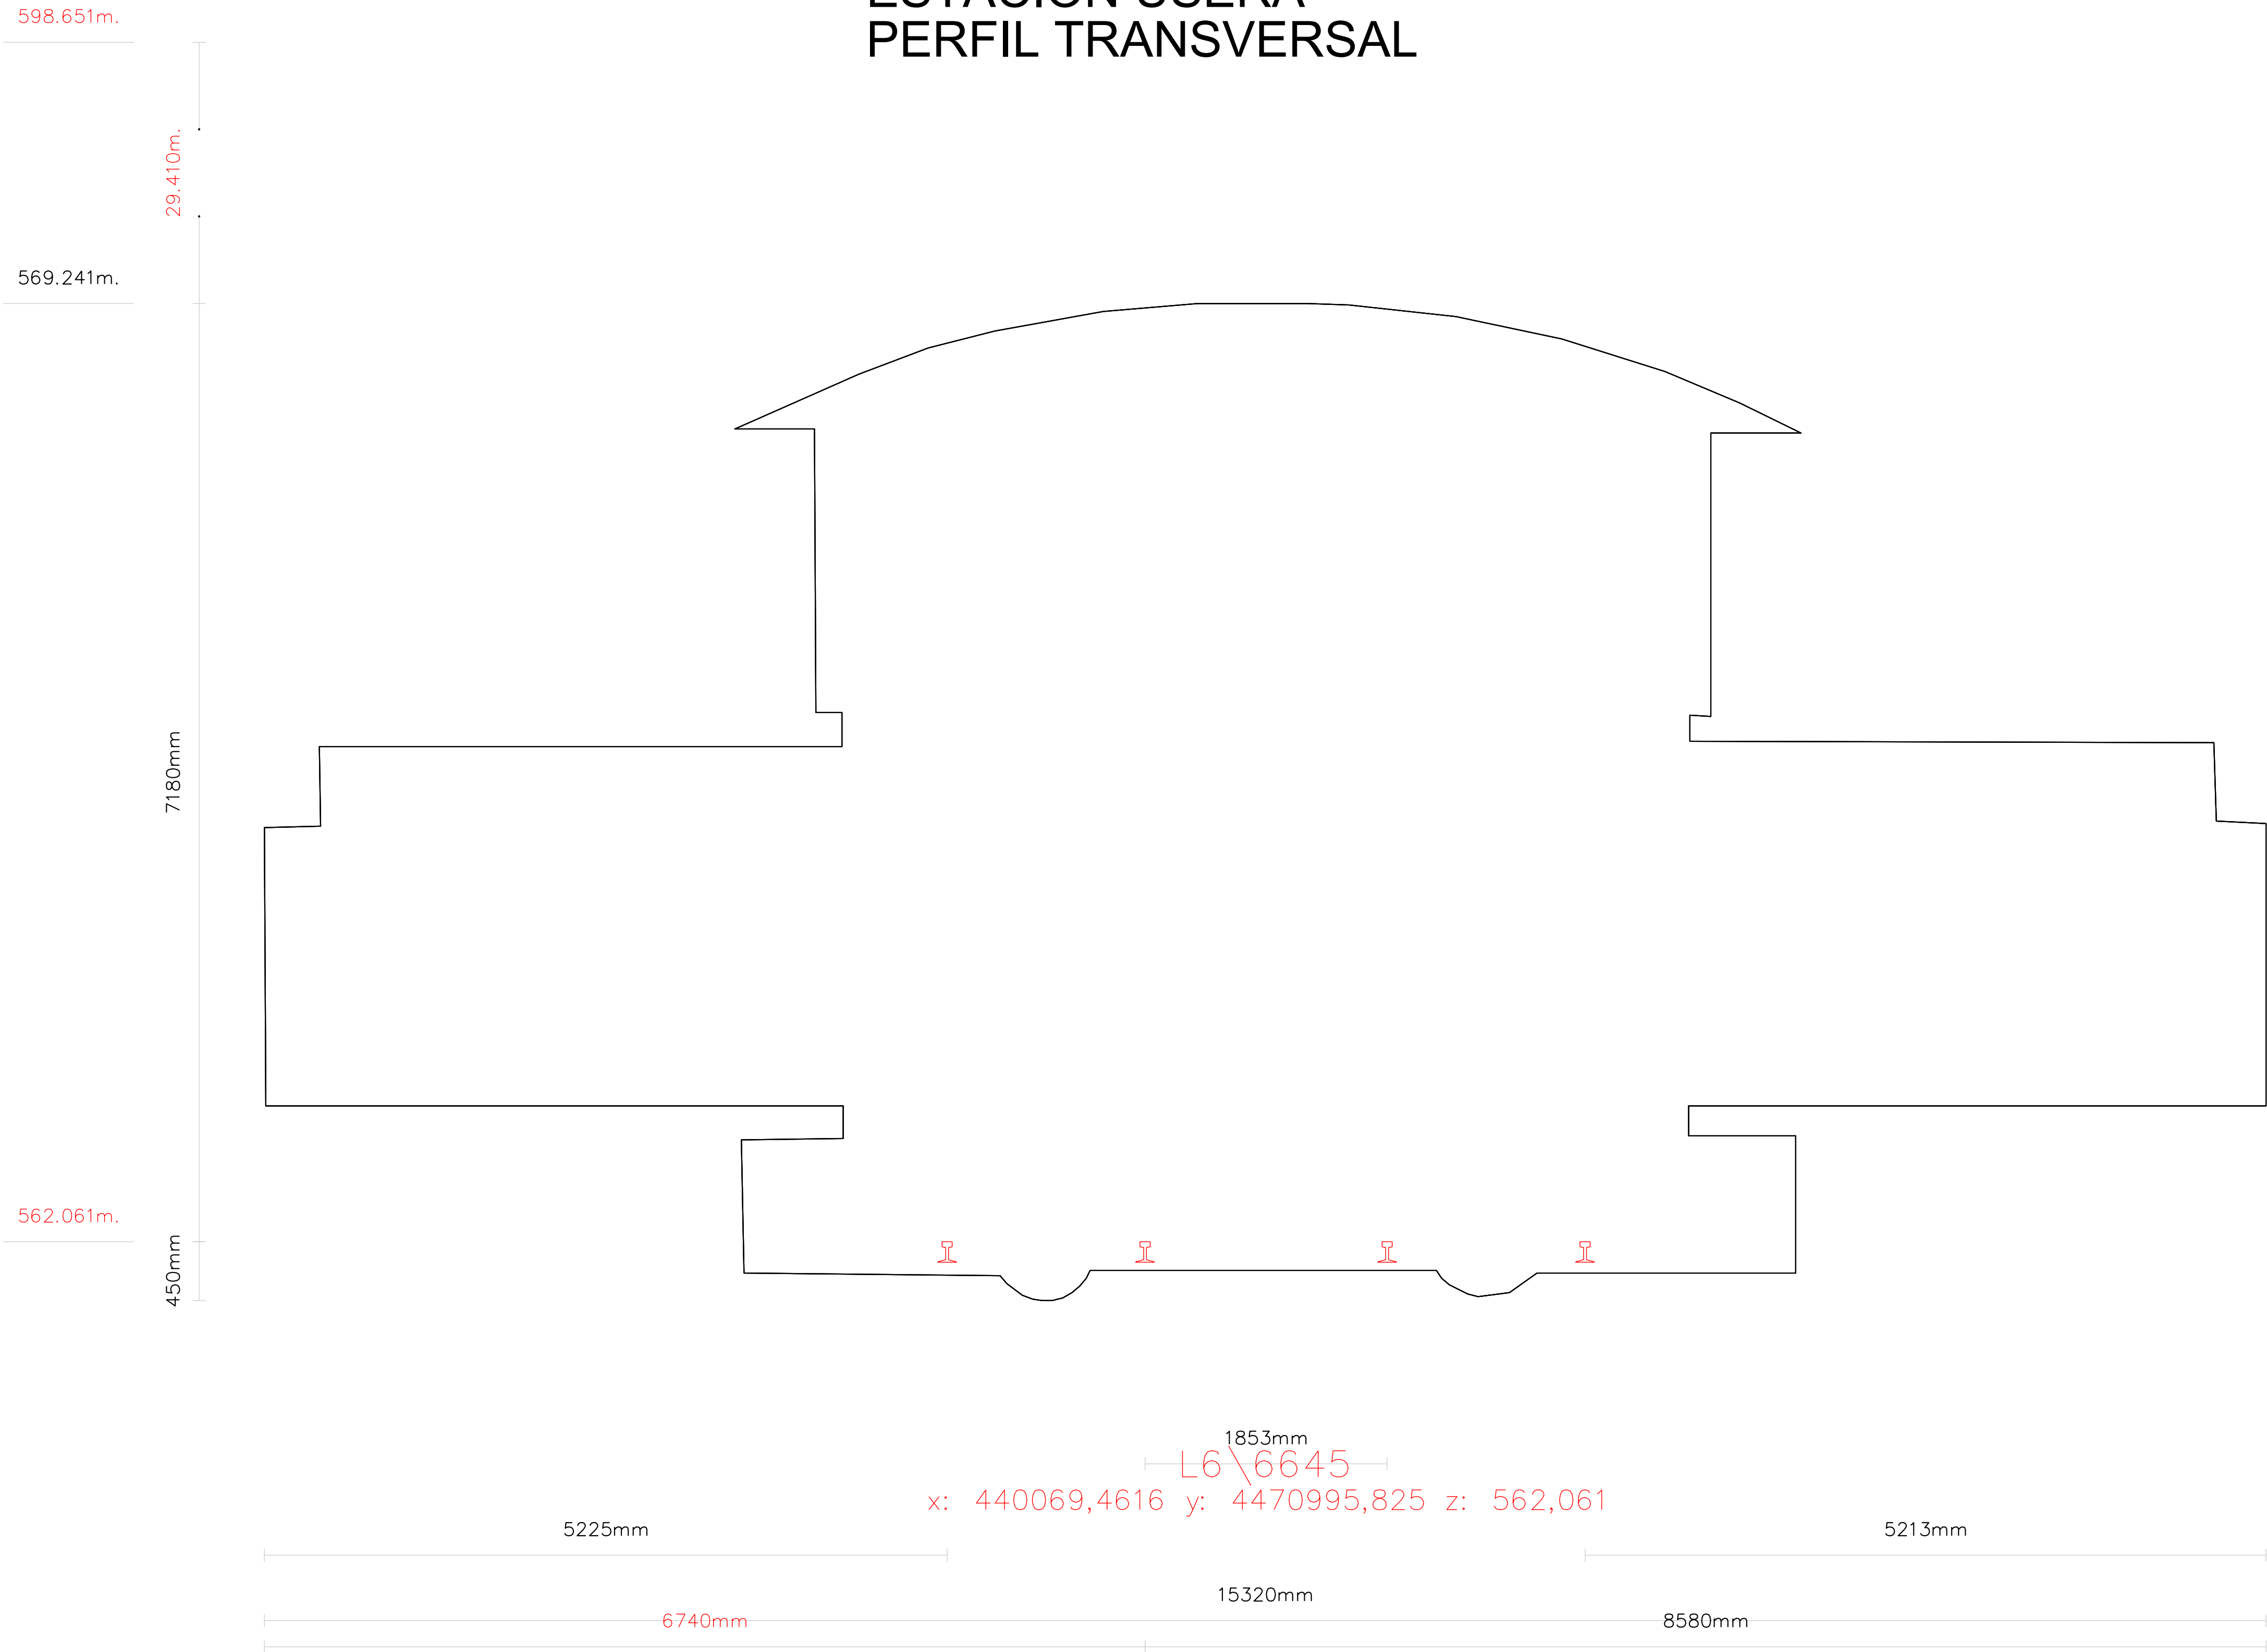 PERFIL TRANSVERSAL
598.651m.
29.410m.
569.241m.
7180mm
562.061m.
450mm
1853mm
L6\6645
x: 440069,4616 y: 4470995,825 z: 562,061
5225mm
5213mm
15320mm
6740mm
8580mm